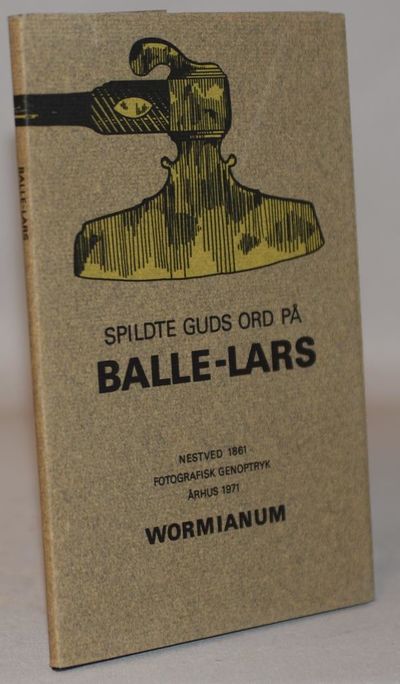 BALLE-LARS
SPILDTE GUDS ORD PÅ
BALLE-LARS
NESTVED 1861
FOTOGRAFISK GENOPTRYK
ÅRHUS 1971
WORMIANUM